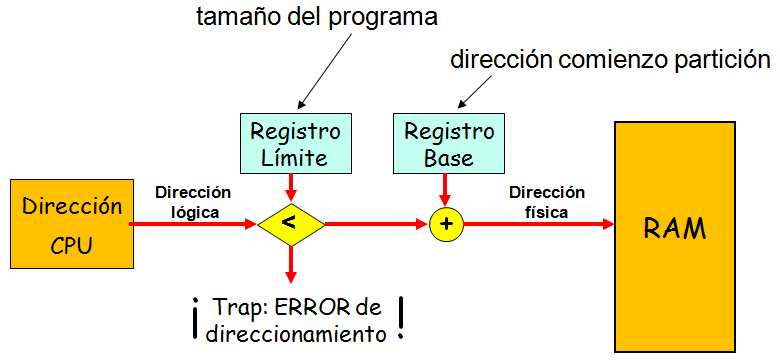 tamaño del programa
dirección comienzo partición
Registro
Límite
Registro
Base
Dirección
CPU
Dirección
lógica
<
+
Dirección
física
RAM
¡ Trap: ERROR de
direccionamiento !